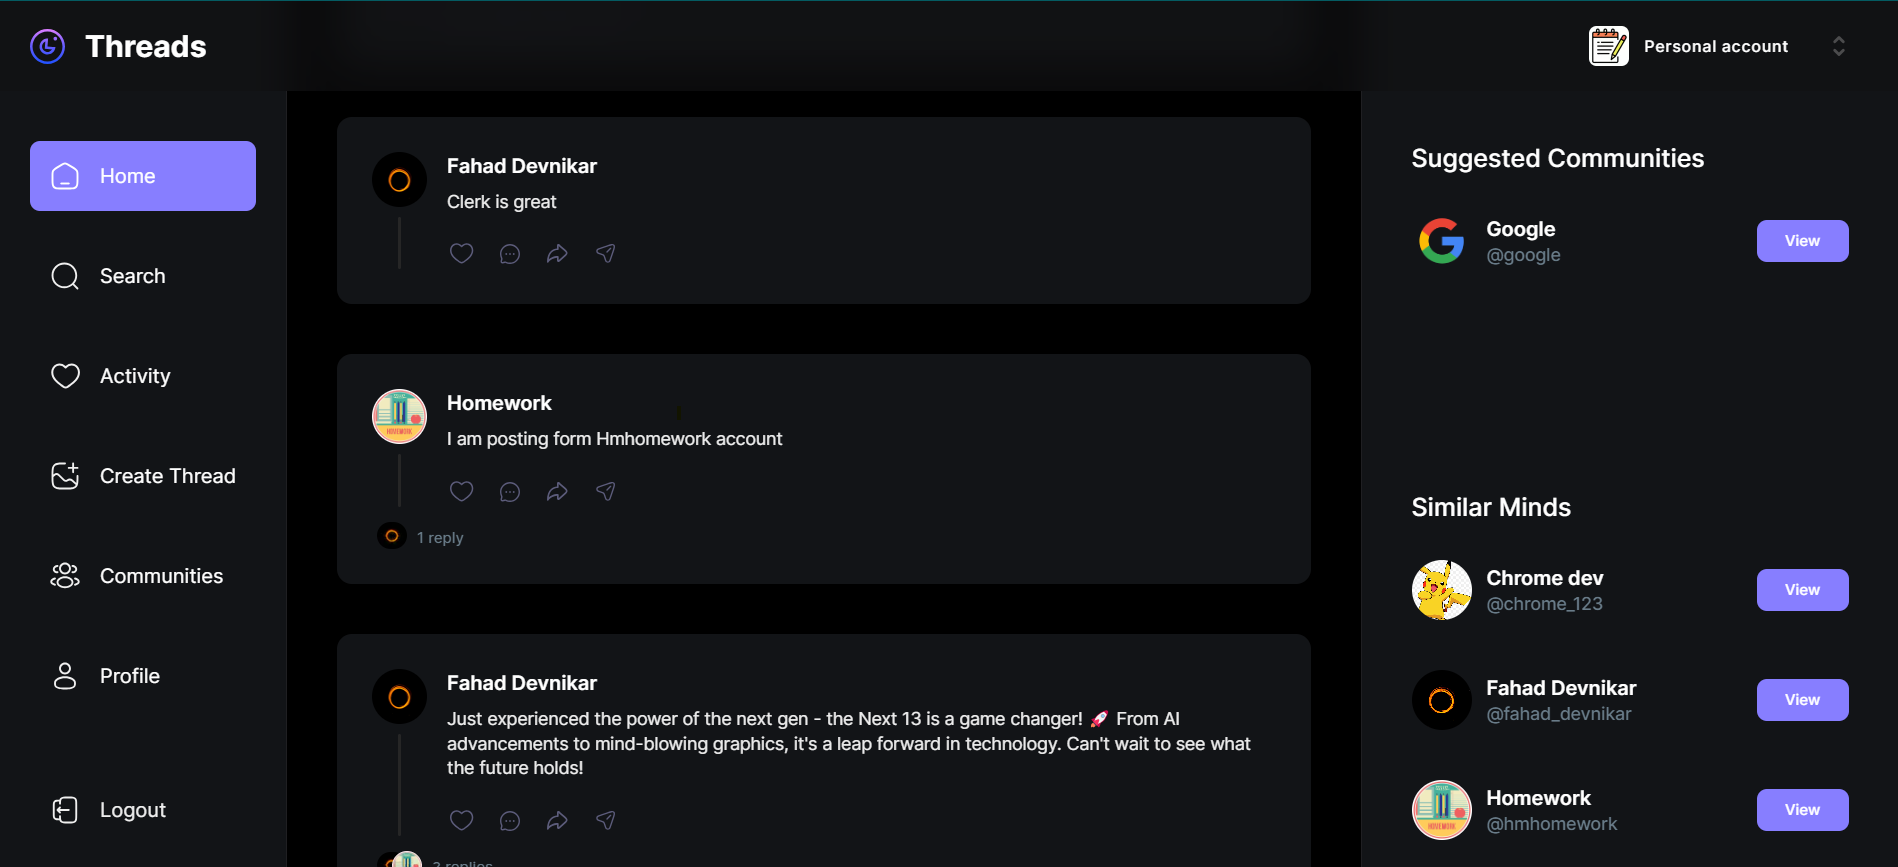 Threads
Personal account
Home
Search
Activity
Create Thread
Communities
Profile
Logout
Fahad Devnikar
Clerk is great
Homework
I am posting form Hmhomework account
1 reply
Fahad Devnikar
Just experienced the power of the next gen - the Next 13 is a game changer! 🚀 From AI
advancements to mind-blowing graphics, it's a leap forward in technology. Can't wait to see what
the future holds!
Suggested Communities
Google
@google
View
Similar Minds
Chrome dev
@chrome_123
View
Fahad Devnikar
@fahad_devnikar
View
Homework
@hmhomework
View